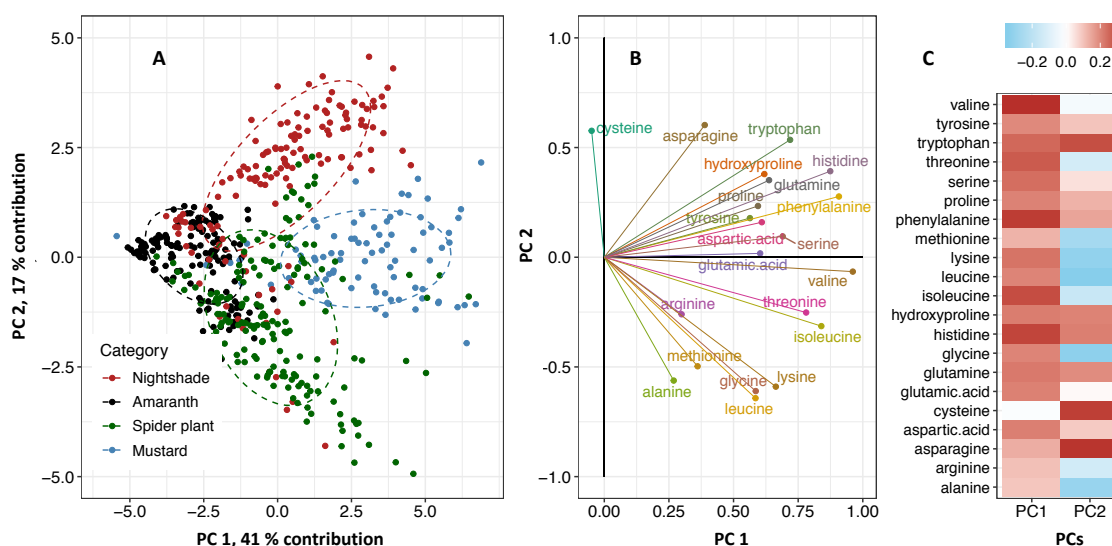 A
PC 2, 17 % contribution
5.0
2.5
0.0
−2.5
−5.0
Category
Nightshade
Amaranth
Spider plant
Mustard
−5.0
−2.5
0.0
2.5
5.0
PC 1, 41 % contribution
B
PC 2
1.0
0.5
0.0
−0.5
−1.0
cysteine
asparagine
tryptophan
hydroxyproline
histidine
glutamine
proline
phenylalanine
tyrosine
aspartic.acid
serine
glutamic.acid
valine
arginine
threonine
isoleucine
methionine
alanine
glycine
lysine
leucine
0.00
0.25
0.50
0.75
1.00
PC 1
C
−0.2
0.0
0.2
valine
tyrosine
tryptophan
threonine
serine
proline
phenylalanine
methionine
lysine
leucine
isoleucine
hydroxyproline
histidine
glycine
glutamine
glutamic.acid
cysteine
aspartic.acid
asparagine
arginine
alanine
PC1
PC2
PCs